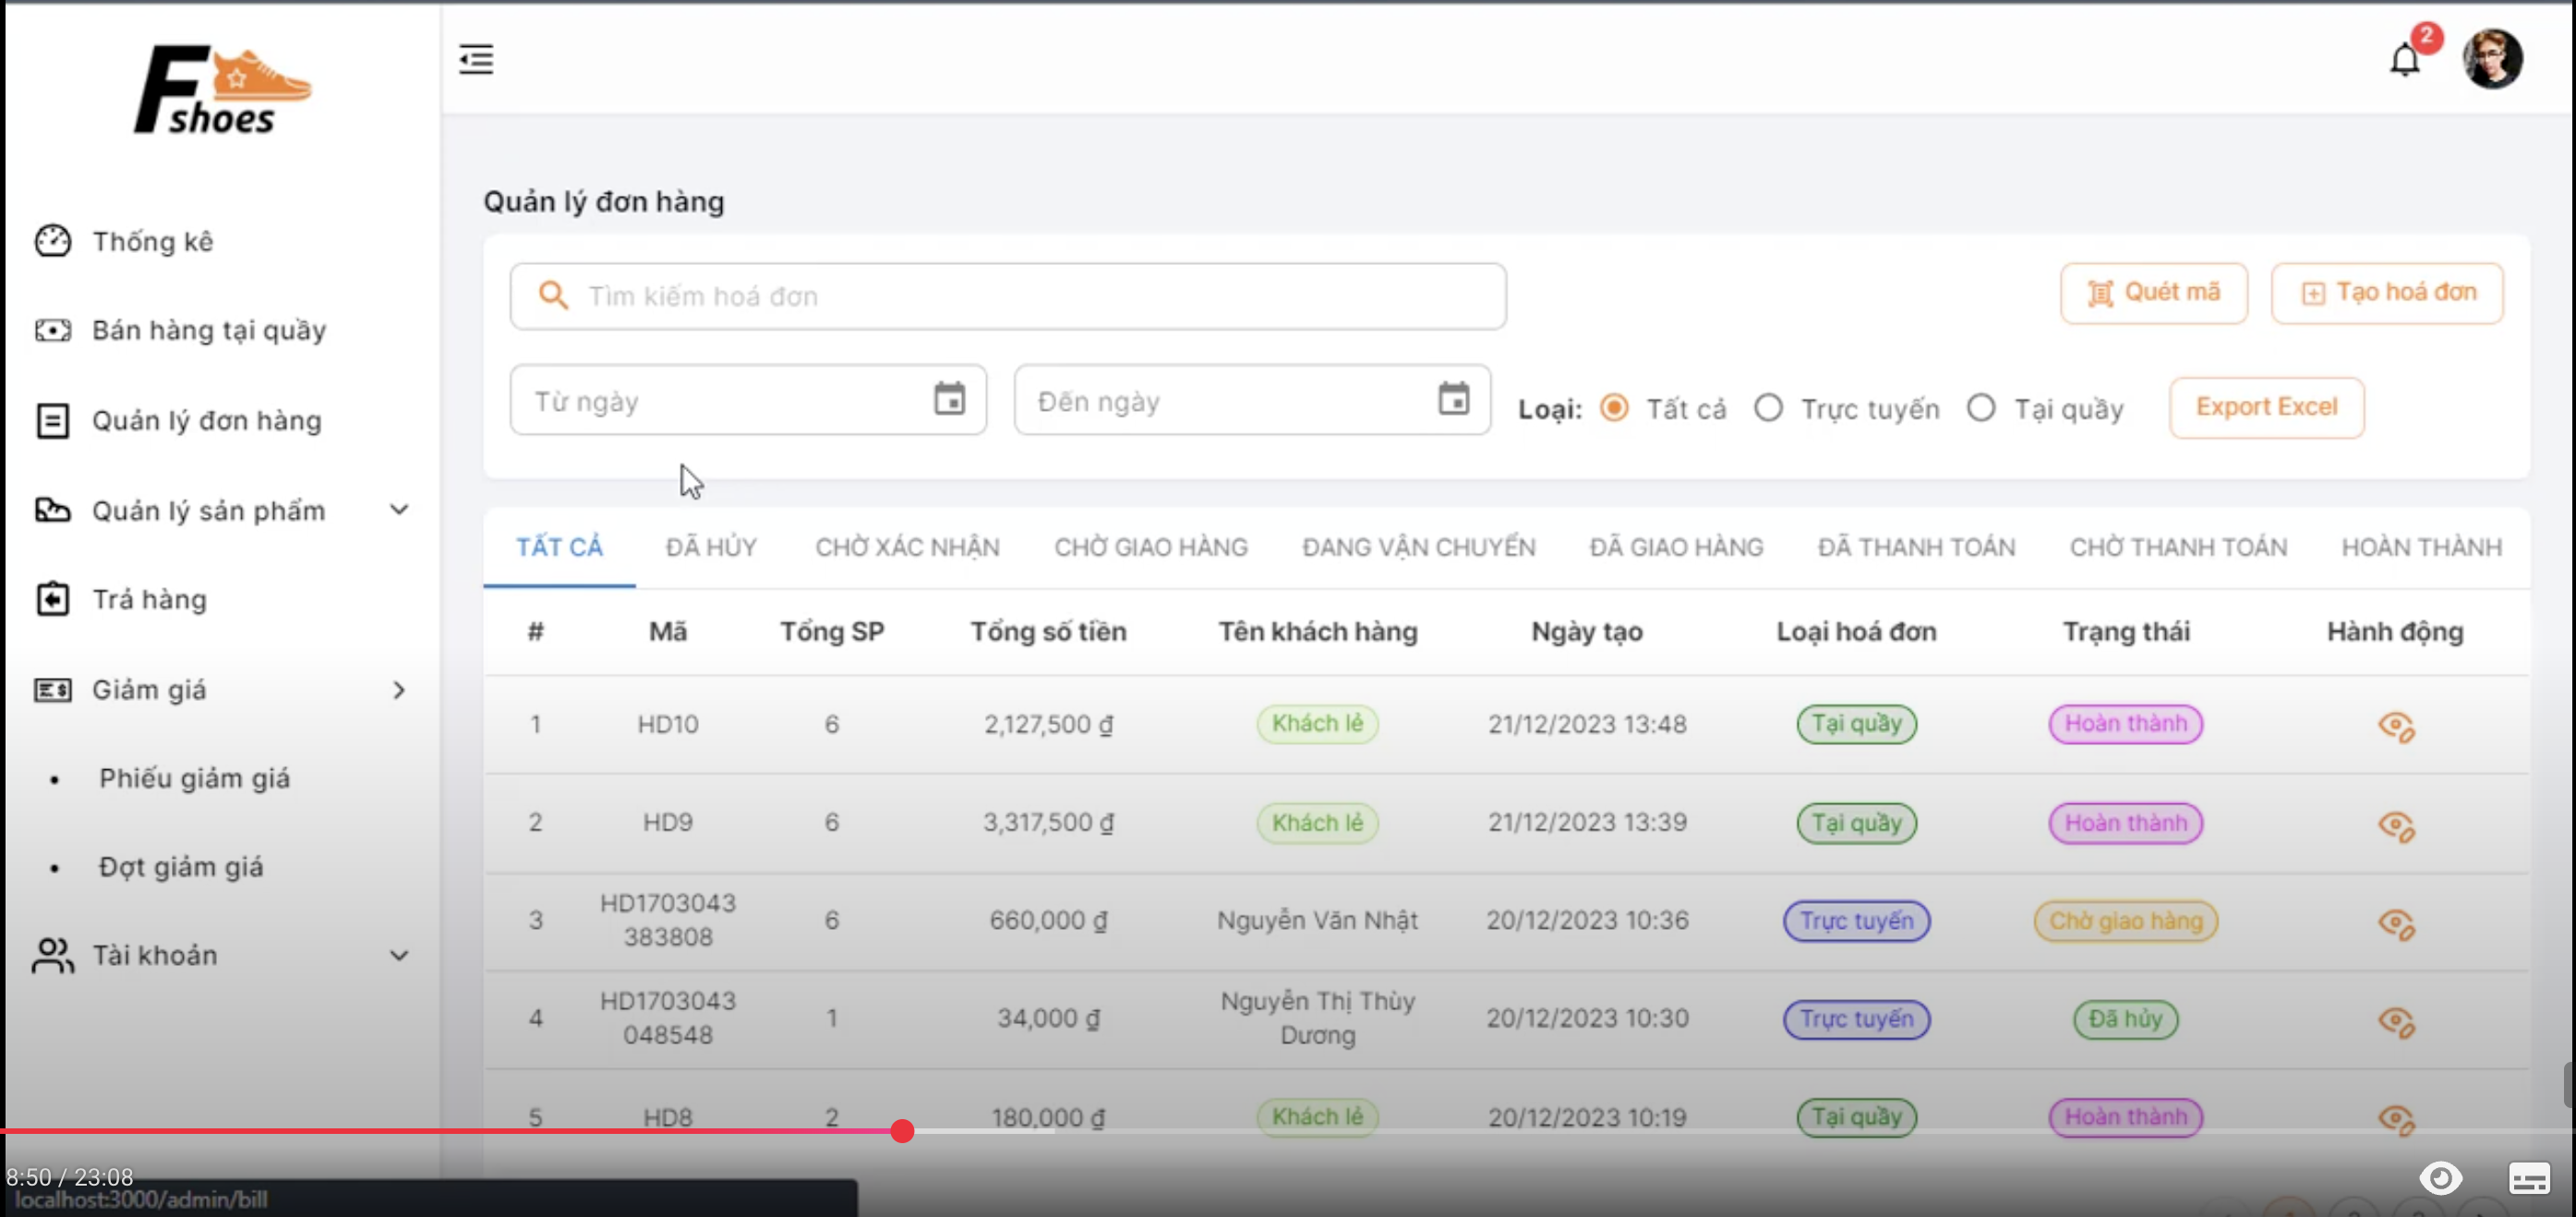 F
shoes
2
Thống kê
Bán hàng tại quầy
Quản lý đơn hàng
Quản lý sản phẩm
Trả hàng
Giảm giá
• Phiếu giảm giá
• Đợt giảm giá
Tài khoản
Quản lý đơn hàng
Tìm kiếm hoá đơn
Quét mã
Tạo hoá đơn
Từ ngày
Đến ngày
Loại: Tất cả Trực tuyến Tại quầy
Export Excel
TẤT CẢ ĐÃ HỦY CHỜ XÁC NHẬN CHỜ GIAO HÀNG ĐANG VẬN CHUYỂN ĐÃ GIAO HÀNG ĐÃ THANH TOÁN CHỜ THANH TOÁN HOÀN THÀNH
# Mã Tổng SP Tổng số tiền Tên khách hàng Ngày tạo Loại hoá đơn Trạng thái Hành động
1 HD10 6 2,127,500 ₫ Khách lẻ 21/12/2023 13:48 Tại quầy Hoàn thành
2 HD9 6 3,317,500 ₫ Khách lẻ 21/12/2023 13:39 Tại quầy Hoàn thành
3 HD1703043
383808 6 660,000 ₫ Nguyễn Văn Nhật 20/12/2023 10:36 Trực tuyến Chờ giao hàng
4 HD1703043
048548 1 34,000 ₫ Nguyễn Thị Thùy
Dương 20/12/2023 10:30 Trực tuyến Đã hủy
5 HD8 2 180,000 ₫ Khách lẻ 20/12/2023 10:19 Tại quầy Hoàn thành
8:50 / 23:08
localhost:3000/admin/bill